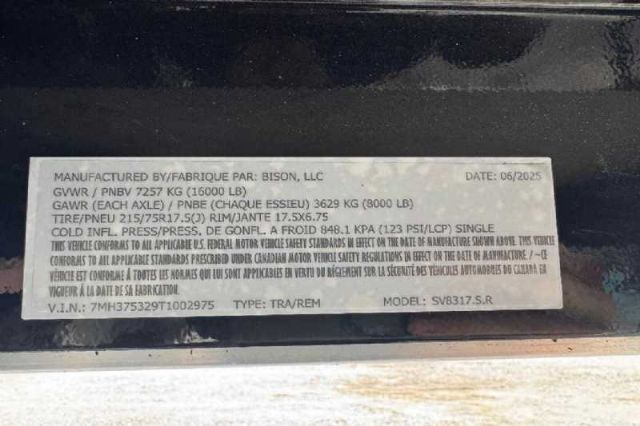 MANUFACTURED BY/FABRIQUE PAR: BISON, LLC DATE: 06/2025
GVWR / PNBV 7257 KG (16000 LB)
GAWR (EACH AXLE) / PNBE (CHAQUE ESSIEU) 3629 KG (8000 LB)
TIRE/PNEU 215/75R17.5(J) RIM/JANTE 17.5X6.75
COLD INFL. PRESS/PRESS. DE GONFL. A FROID 848.1 KPA (123 PSI/LCP) SINGLE
THIS VEHICLE CONFORMS TO ALL APPLICABLE U.S. FEDERAL MOTOR VEHICLE SAFETY STANDARDS IN EFFECT ON THE DATE OF MANUFACTURE SHOWN ABOVE. THIS VEHICLE
CONFORMS TO ALL APPLICABLE STANDARDS PRESCRIBED UNDER CANADIAN MOTOR VEHICLE SAFETY REGULATIONS IN EFFECT ON THE DATE OF MANUFACTURE / -CE
VÉHICLE EST CONFORME Á TOUTES LES NORMES QUI LUI SONT APPLICABLES EN VERTU DU RÉGLEMENT SUR LA SÉCURITÉ DES VÉHICULES AUTOMOBILES DU CANADA EN
VIGUEUR Á LA DATE DE SA FABRICATION.
V.I.N.: 7MH375329T1002975 TYPE: TRA/REM MODEL: SV8317.S.R